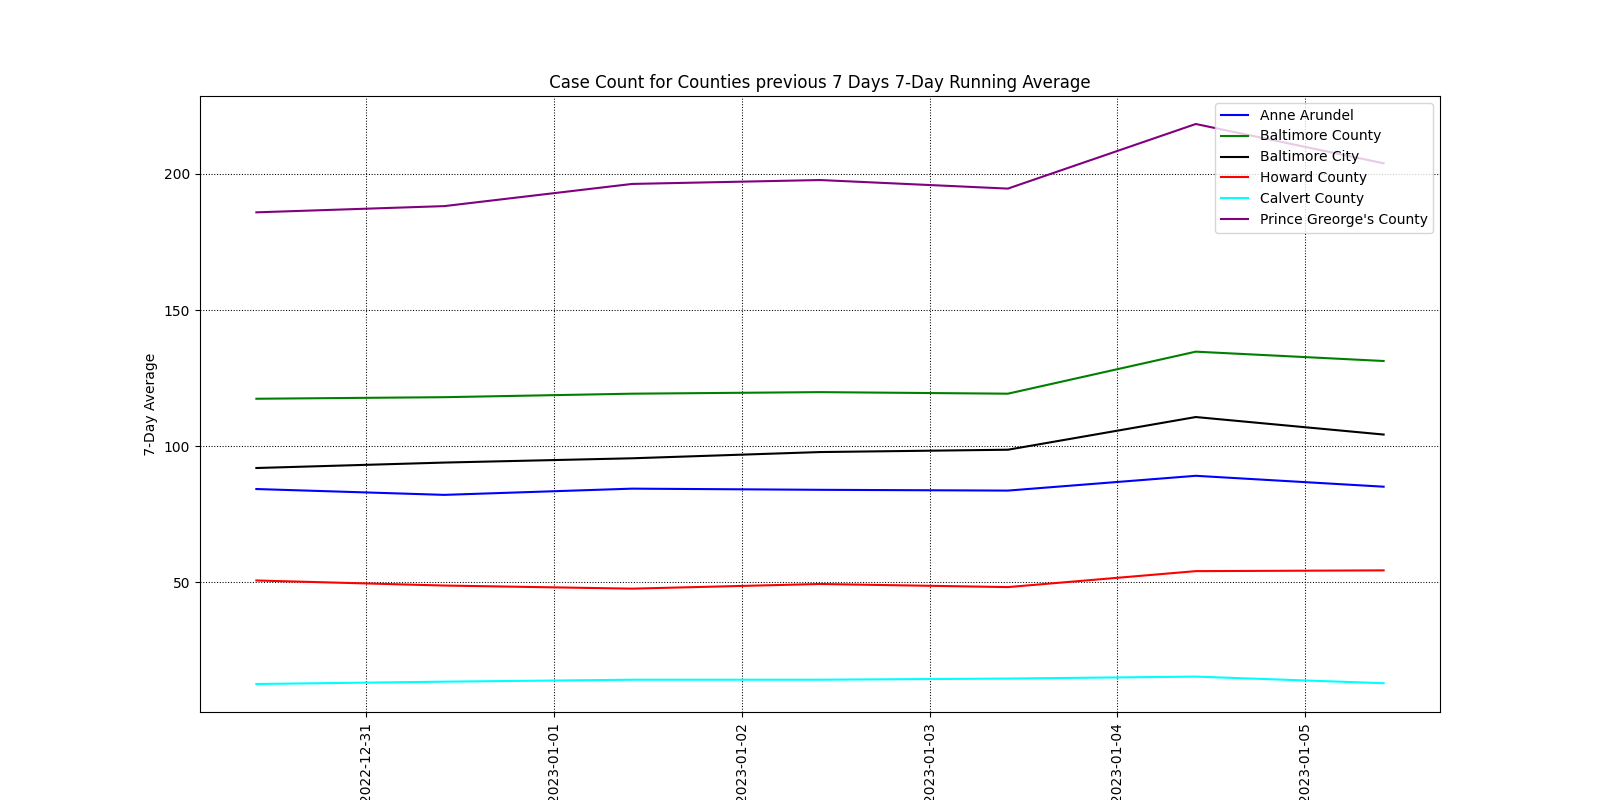 Case Count for Counties previous 7 Days 7-Day Running Average
Anne Arundel
Baltimore County
Baltimore City
Howard County
Calvert County
Prince Greorge's County
7-Day Average
200
150
100
50
2022-12-31
2023-01-01
2023-01-02
2023-01-03
2023-01-04
2023-01-05